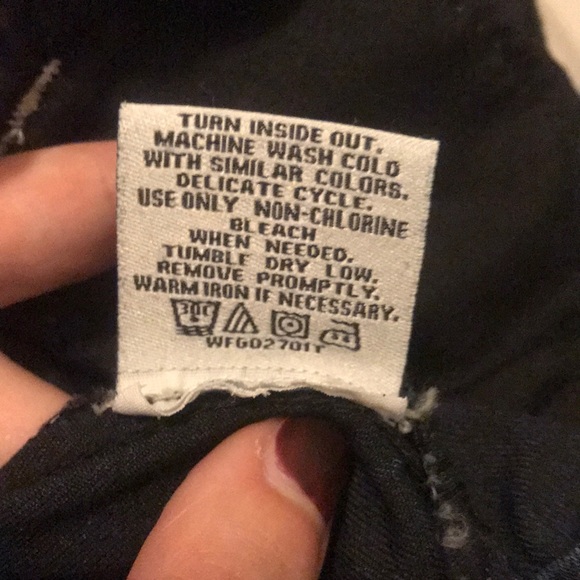 TURN INSIDE OUT.
MACHINE WASH COLD
WITH SIMILAR COLORS.
DELICATE CYCLE.
USE ONLY NON-CHLORINE
BLEACH
WHEN NEEDED.
TUMBLE DRY LOW.
REMOVE PROMPTLY.
WARM IRON IF NECESSARY.
30C
WFG02701T